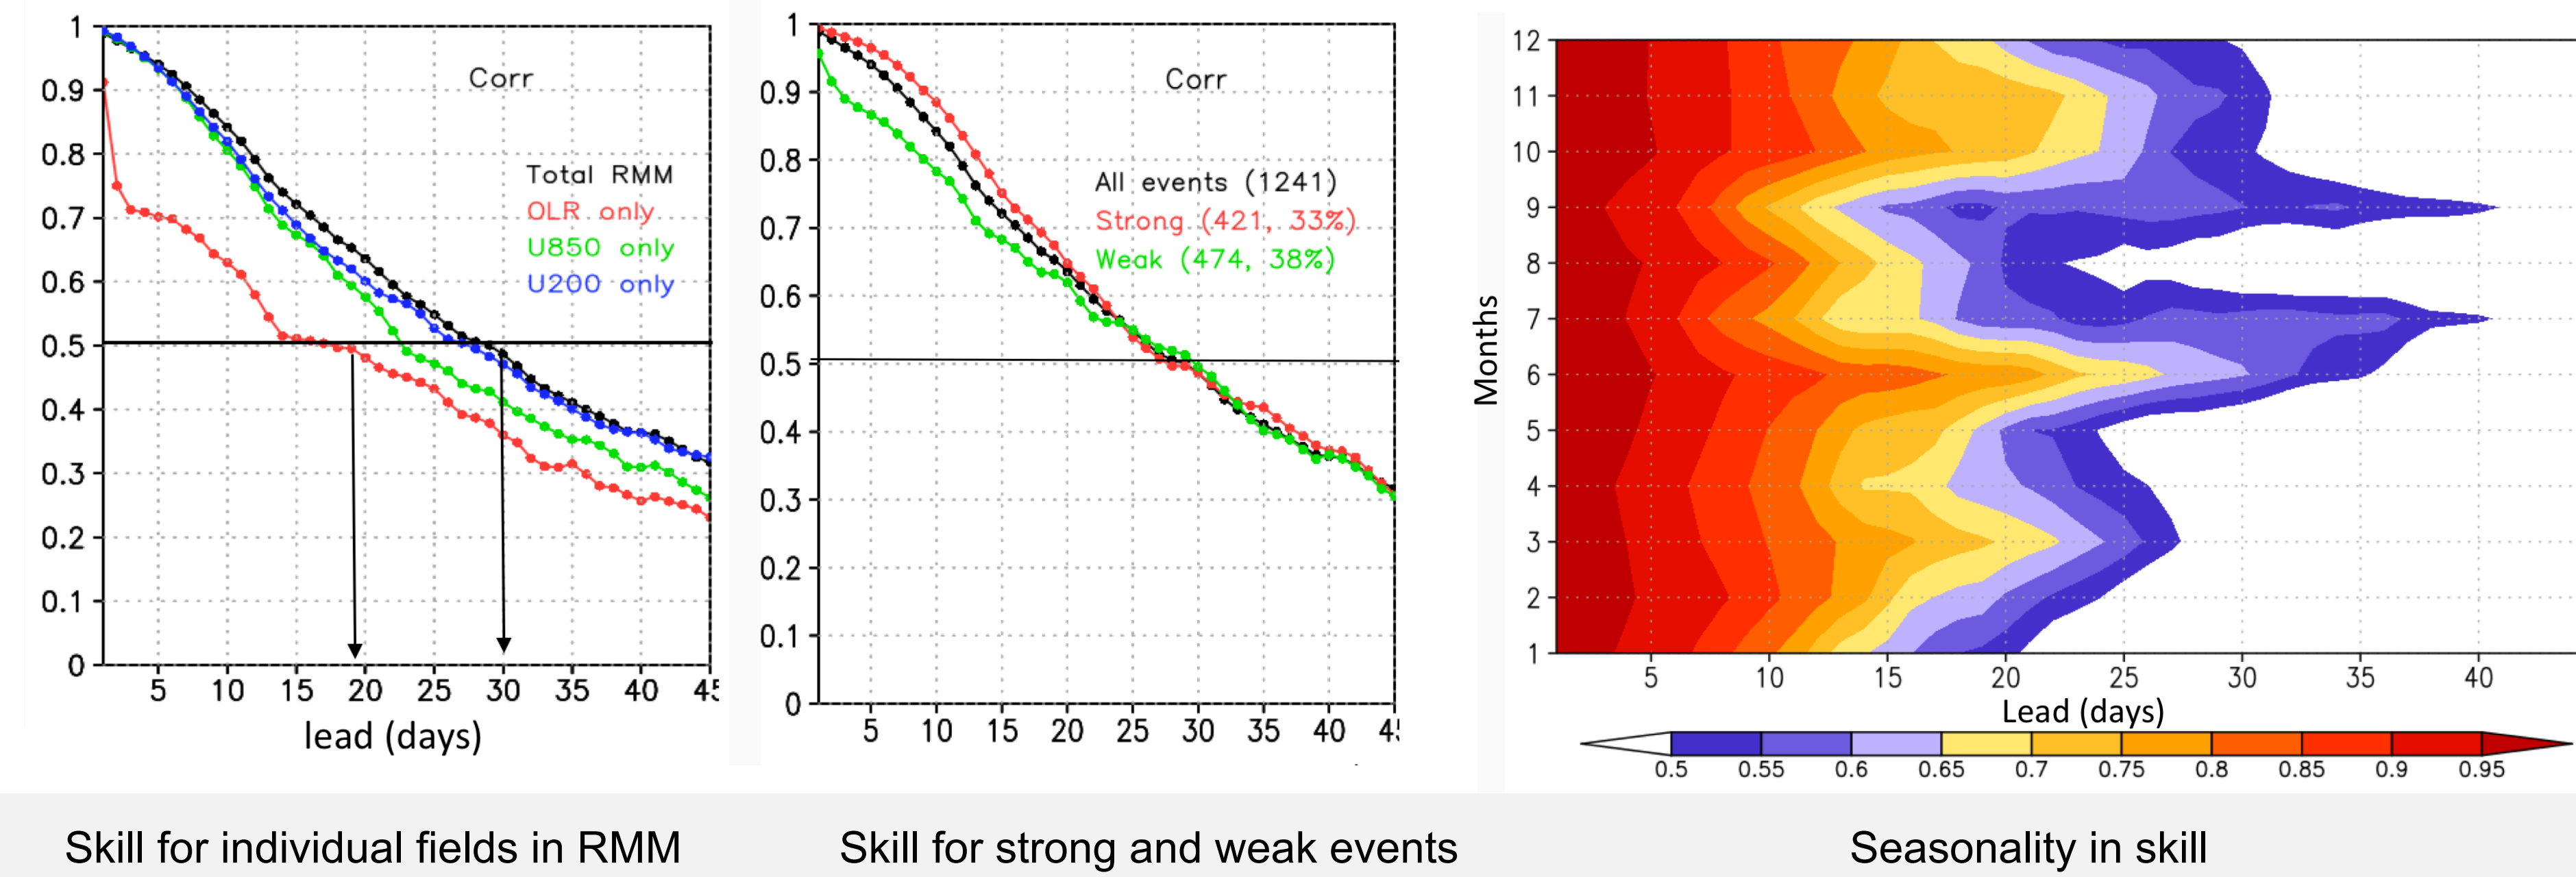 Corr
Total RMM
OLR only
U850 only
U200 only
1
0.9
0.8
0.7
0.6
0.5
0.4
0.3
0.2
0.1
0
5 10 15 20 25 30 35 40 45
lead (days)
Skill for individual fields in RMM
Corr
All events (1241)
Strong (421, 33%)
Weak (474, 38%)
1
0.9
0.8
0.7
0.6
0.5
0.4
0.3
0.2
0.1
0
5 10 15 20 25 30 35 40
Skill for strong and weak events
Months
12
11
10
9
8
7
6
5
4
3
2
1
5 10 15 20 25 30 35 40
Lead (days)
0.5 0.55 0.6 0.65 0.7 0.75 0.8 0.85 0.9 0.95
Seasonality in skill